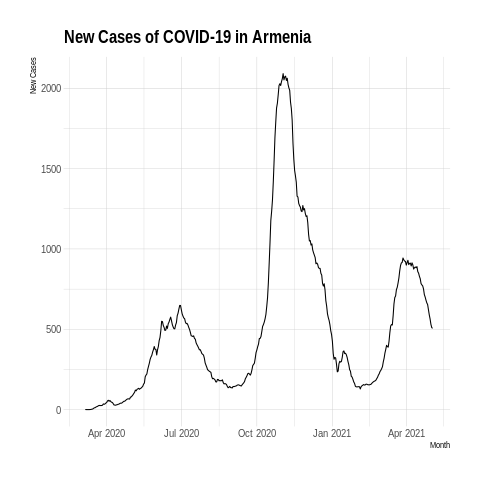 New Cases of COVID-19 in Armenia
New Cases
2000
1500
1000
500
0
Apr 2020 Jul 2020 Oct 2020 Jan 2021 Apr 2021
Month